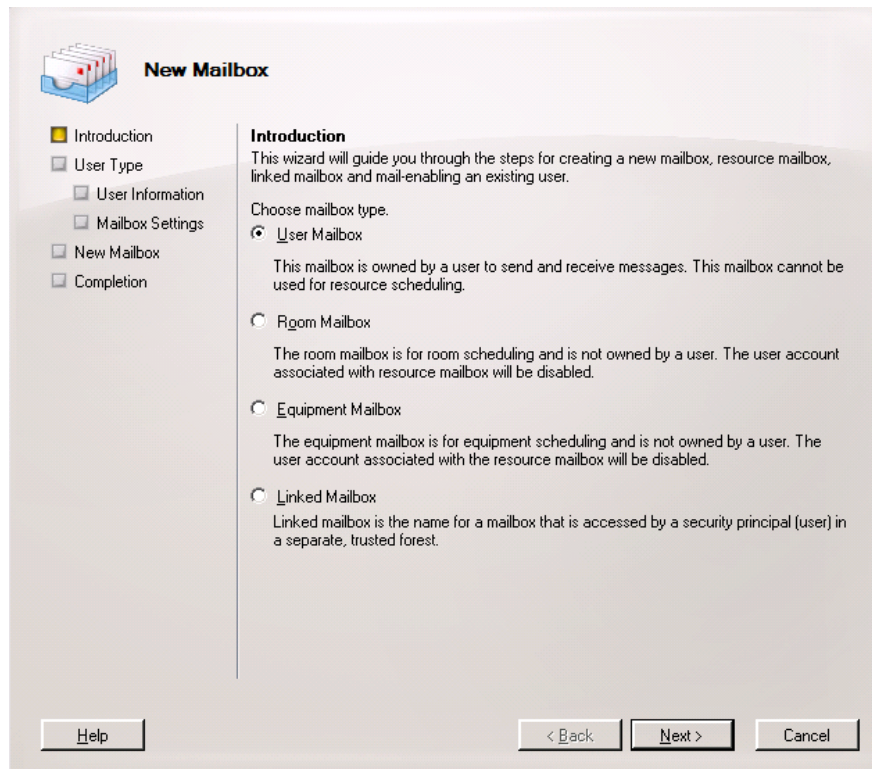 New Mailbox
Introduction
User Type
User Information
Mailbox Settings
New Mailbox
Completion
Introduction
This wizard will guide you through the steps for creating a new mailbox, resource mailbox,
linked mailbox and mail-enabling an existing user.
Choose mailbox type.
User Mailbox
This mailbox is owned by a user to send and receive messages. This mailbox cannot be
used for resource scheduling.
Room Mailbox
The room mailbox is for room scheduling and is not owned by a user. The user account
associated with resource mailbox will be disabled.
Equipment Mailbox
The equipment mailbox is for equipment scheduling and is not owned by a user. The
user account associated with the resource mailbox will be disabled.
Linked Mailbox
Linked mailbox is the name for a mailbox that is accessed by a security principal (user) in
a separate, trusted forest.
Help
< Back
Next >
Cancel